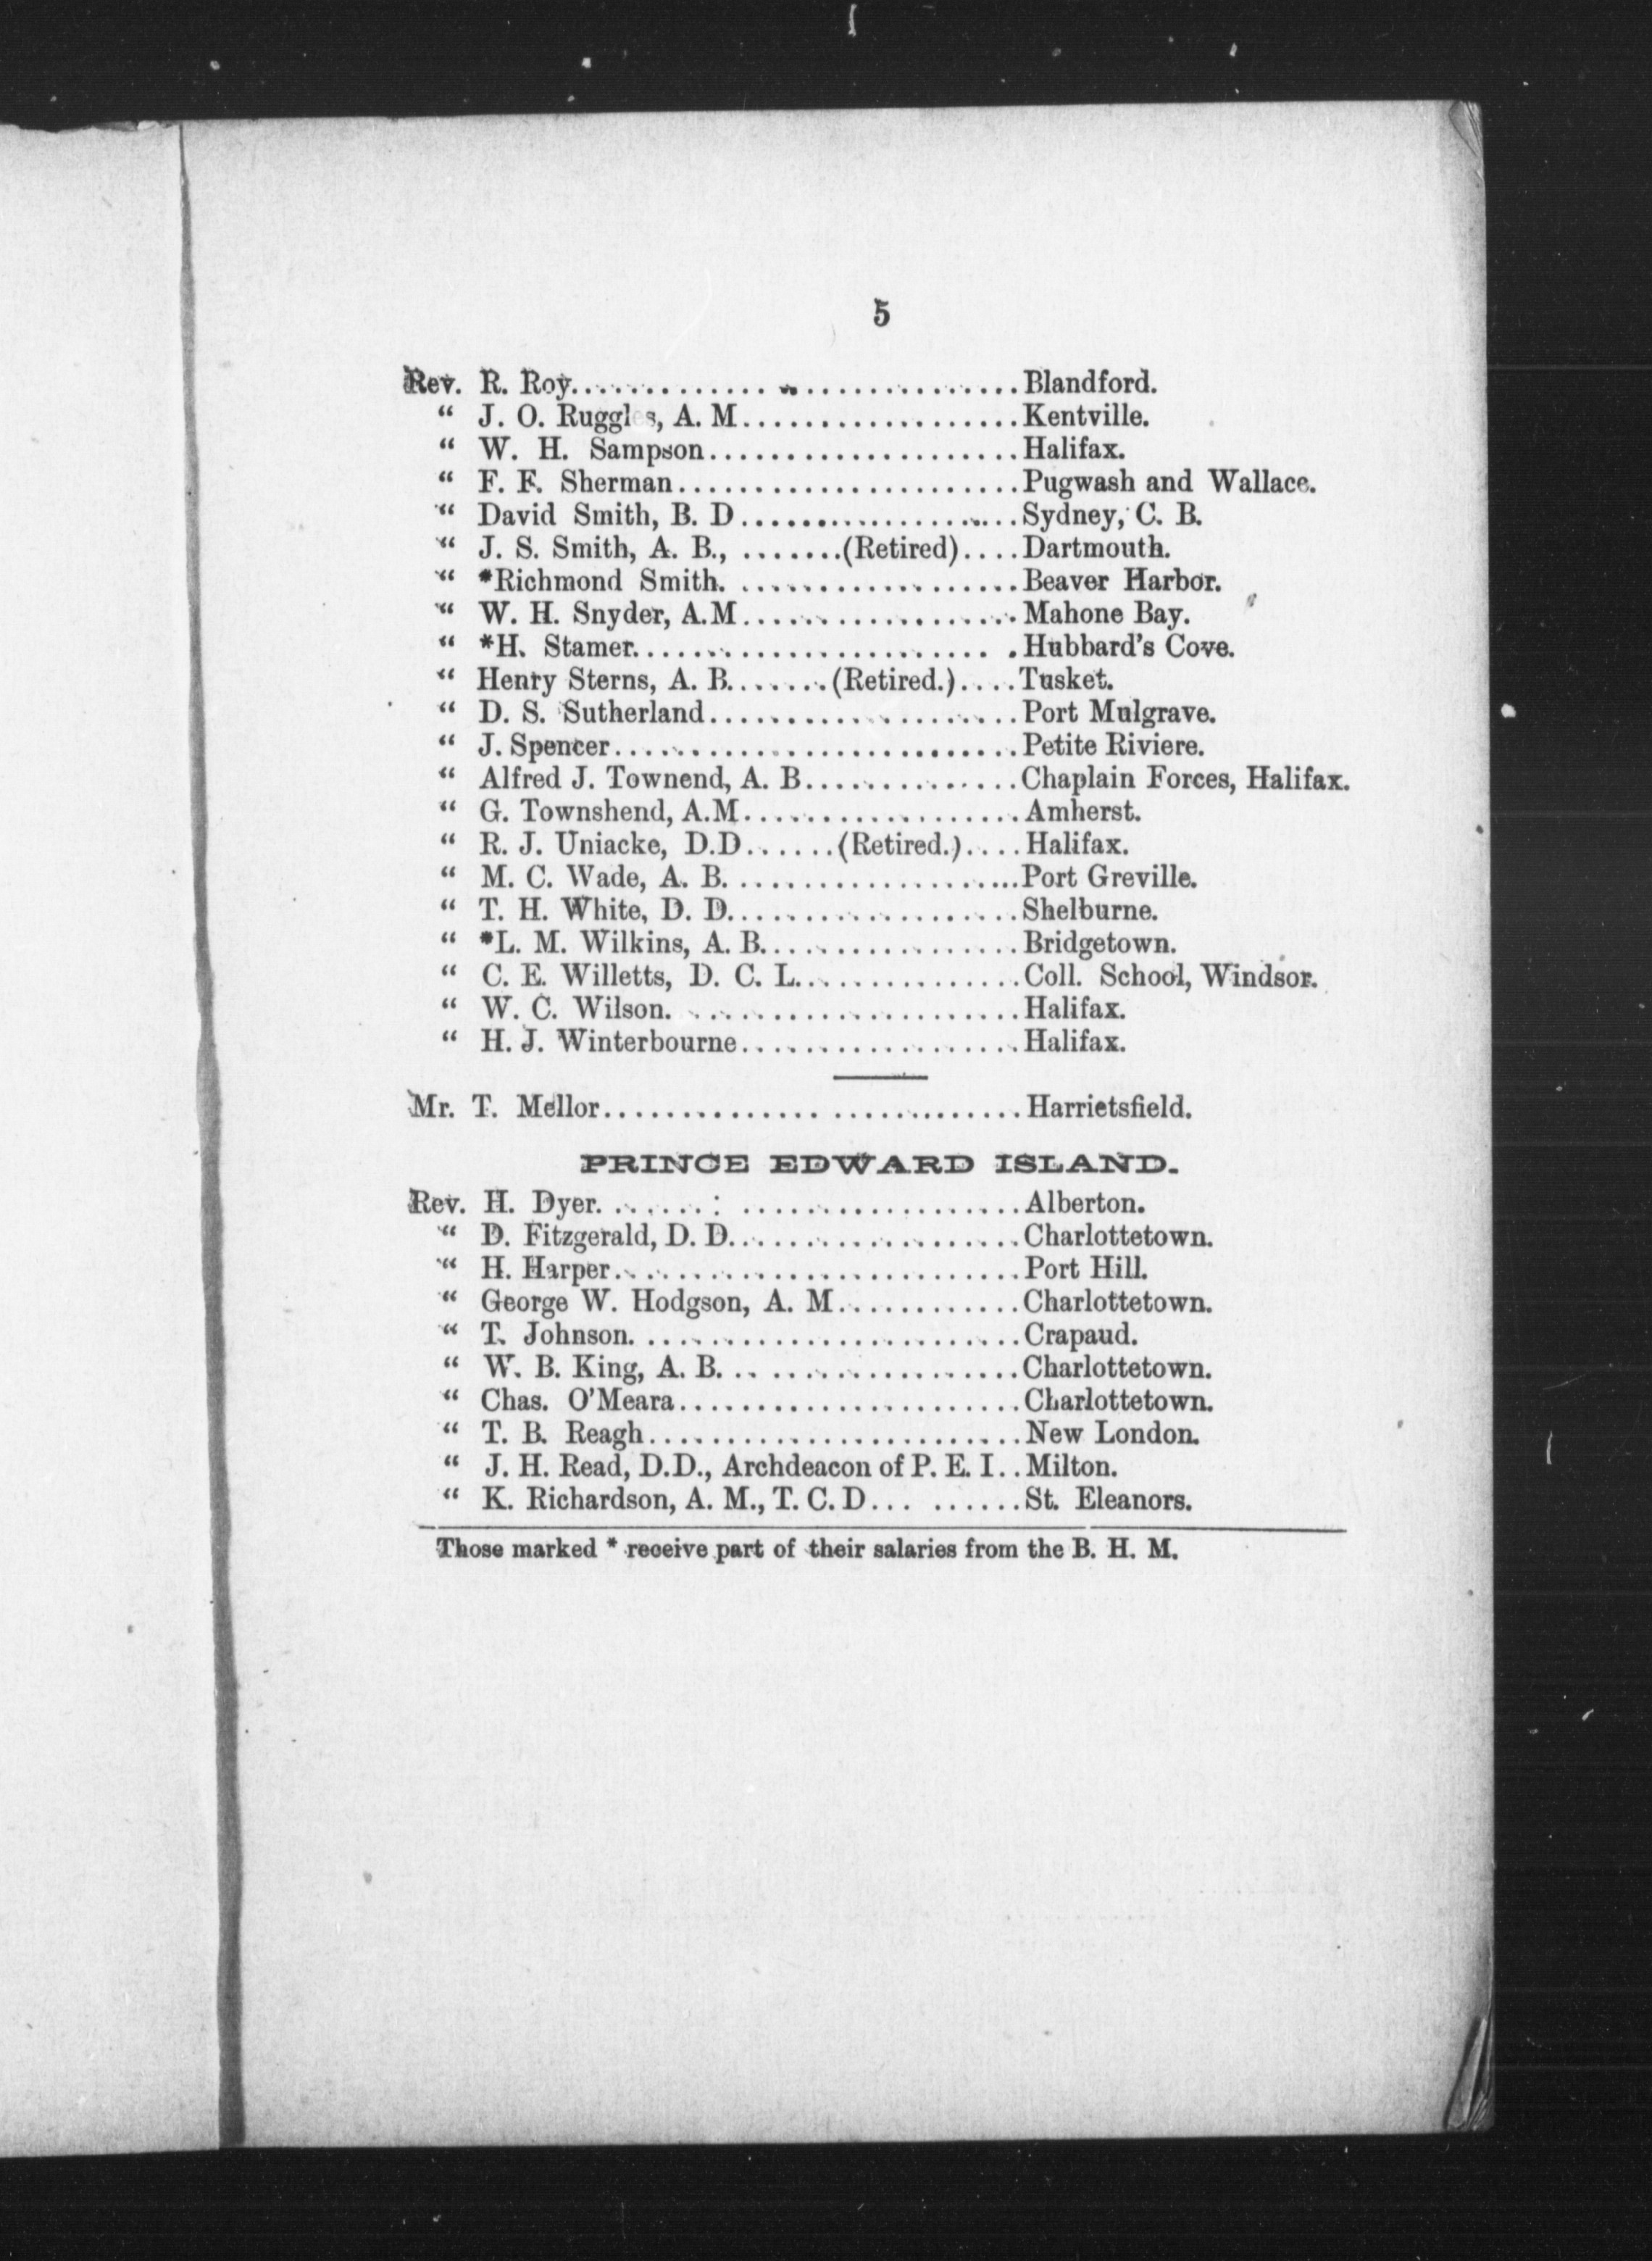 5
Rev. R. Roy..............................Blandford.
“ J. O. Ruggles, A. M..................Kentville.
“ W. H. Sampson....................Halifax.
“ F. F. Sherman......................Pugwash and Wallace.
“ David Smith, B. D..................Sydney, C. B.
“ J. S. Smith, A. B., .......(Retired)....Dartmouth.
“ *Richmond Smith. ..................Beaver Harbor.
“ W. H. Snyder, A.M..................Mahone Bay.
“ *H. Stamer.........................Hubbard's Cove.
“ Henry Sterns, A. B.......(Retired.)....Tusket.
“ D. S. Sutherland....................Port Mulgrave.
“ J. Spencer..........................Petite Riviere.
“ Alfred J. Townend, A. B..............Chaplain Forces, Halifax.
“ G. Townshend, A.M..................Amherst.
“ R. J. Uniacke, D.D......(Retired.)....Halifax.
“ M. C. Wade, A. B. ...................Port Greville.
“ T. H. White, D. D...................Shelburne.
“ *L. M. Wilkins, A. B.................Bridgetown.
“ C. E. Willetts, D. C. L...............Coll. School, Windsor.
“ W. C. Wilson. ......................Halifax.
“ H. J. Winterbourne..................Halifax.
Mr. T. Mellor...........................Harrietsfield.
PRINCE EDWARD ISLAND.
Rev. H. Dyer. ......: ..................Alberton.
“ D. Fitzgerald, D. D...................Charlottetown.
“ H. Harper..........................Port Hill.
“ George W. Hodgson, A. M............Charlottetown.
“ T. Johnson. ........................Crapaud.
“ W. B. King, A. B. .. ................Charlottetown.
“ Chas. O'Meara......................Charlottetown.
“ T. B. Reagh........................New London.
“ J. H. Read, D.D., Archdeacon of P. E. I..Milton.
“ K. Richardson, A. M., T. C. D... ......St. Eleanors.
Those marked * receive part of their salaries from the B. H. M.